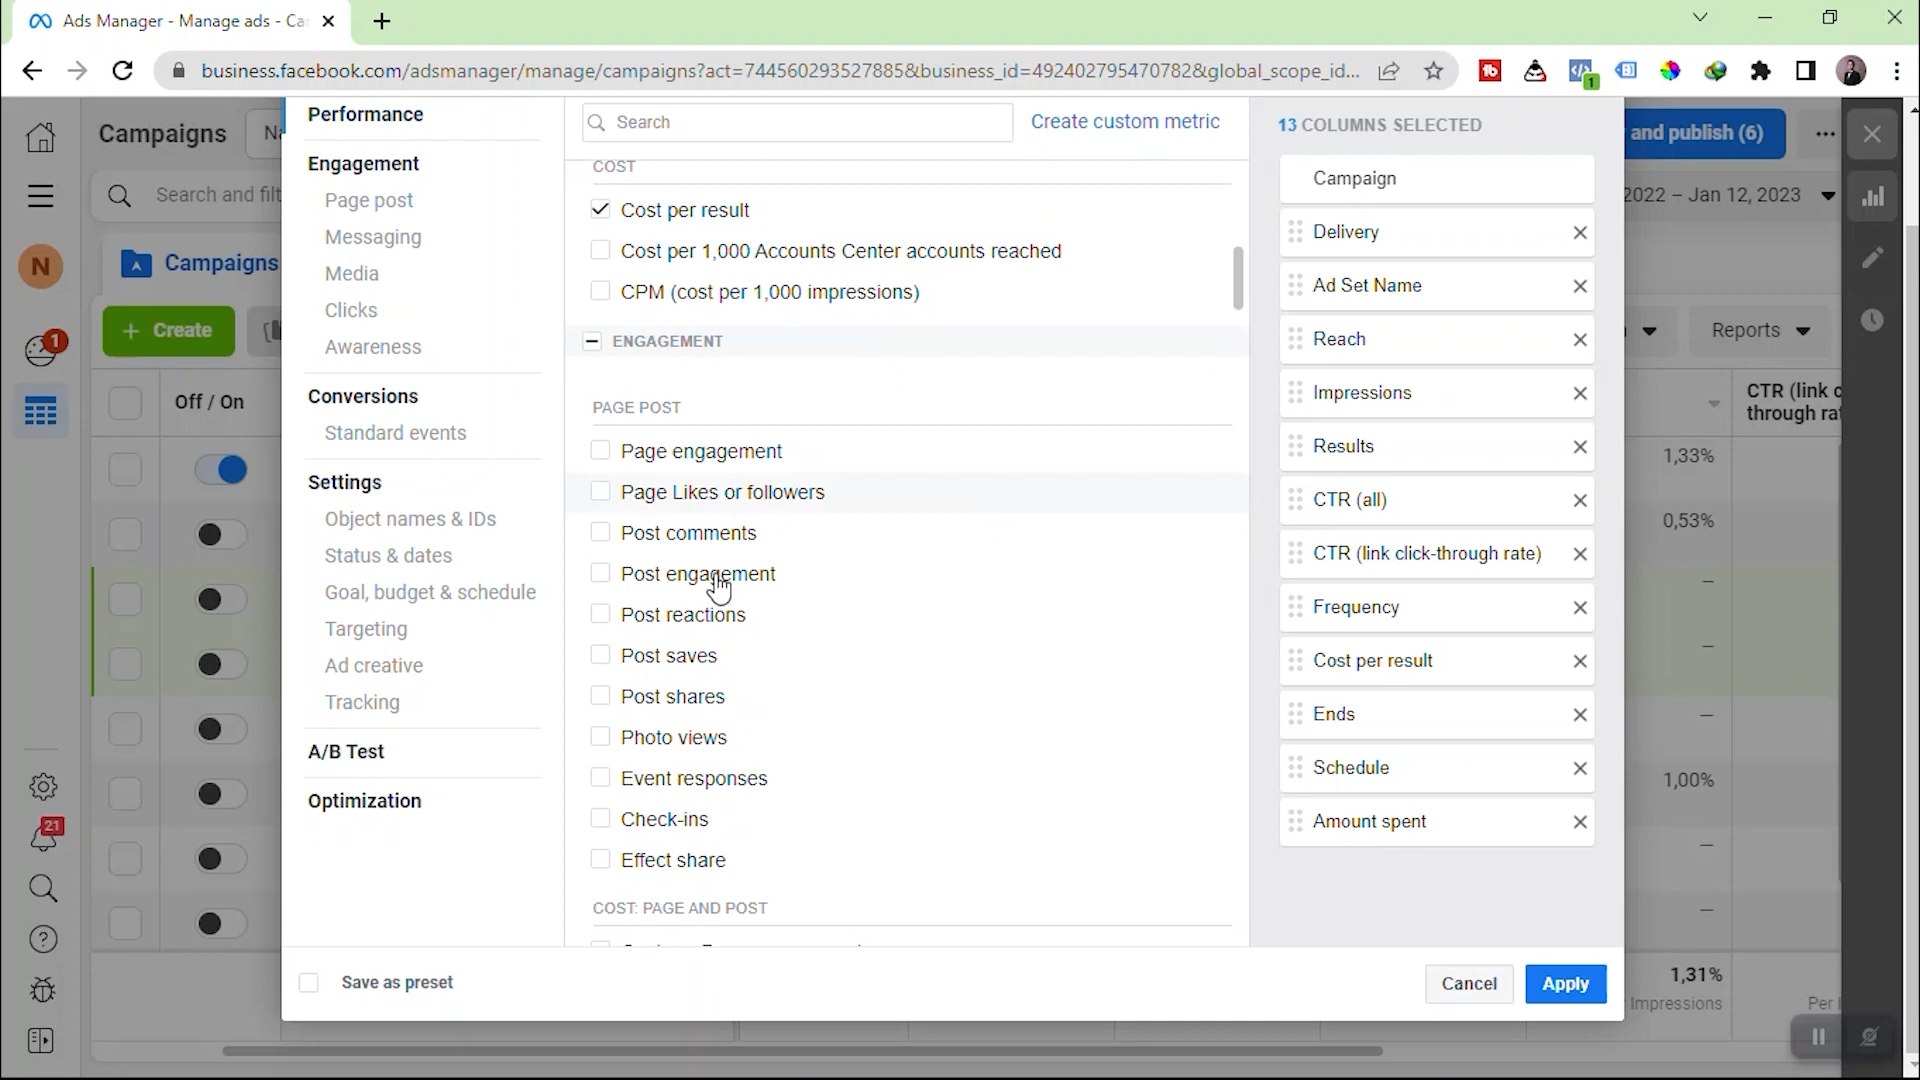 Ads Manager - Manage ads - Ca
business.facebook.com/adsmanager/manage/campaigns?act=744560293527885&business_id=492402795470782&global_scope_id...
1
Campaigns
Na
and publish (6)
Search and filt
2022 – Jan 12, 2023
N
Campaigns
1
+ Create
Reports
Off / On
CTR (link c
through rat
1,33%
0,53%
–
–
–
1,00%
–
–
21
1,31%
Impressions
Per I
Performance
Engagement
Page post
Messaging
Media
Clicks
Awareness
Conversions
Standard events
Settings
Object names & IDs
Status & dates
Goal, budget & schedule
Targeting
Ad creative
Tracking
A/B Test
Optimization
Search
Create custom metric
COST
Cost per result
Cost per 1,000 Accounts Center accounts reached
CPM (cost per 1,000 impressions)
ENGAGEMENT
PAGE POST
Page engagement
Page Likes or followers
Post comments
Post engagement
Post reactions
Post saves
Post shares
Photo views
Event responses
Check-ins
Effect share
COST: PAGE AND POST
13 COLUMNS SELECTED
Campaign
Delivery
Ad Set Name
Reach
Impressions
Results
CTR (all)
CTR (link click-through rate)
Frequency
Cost per result
Ends
Schedule
Amount spent
Save as preset
Cancel
Apply